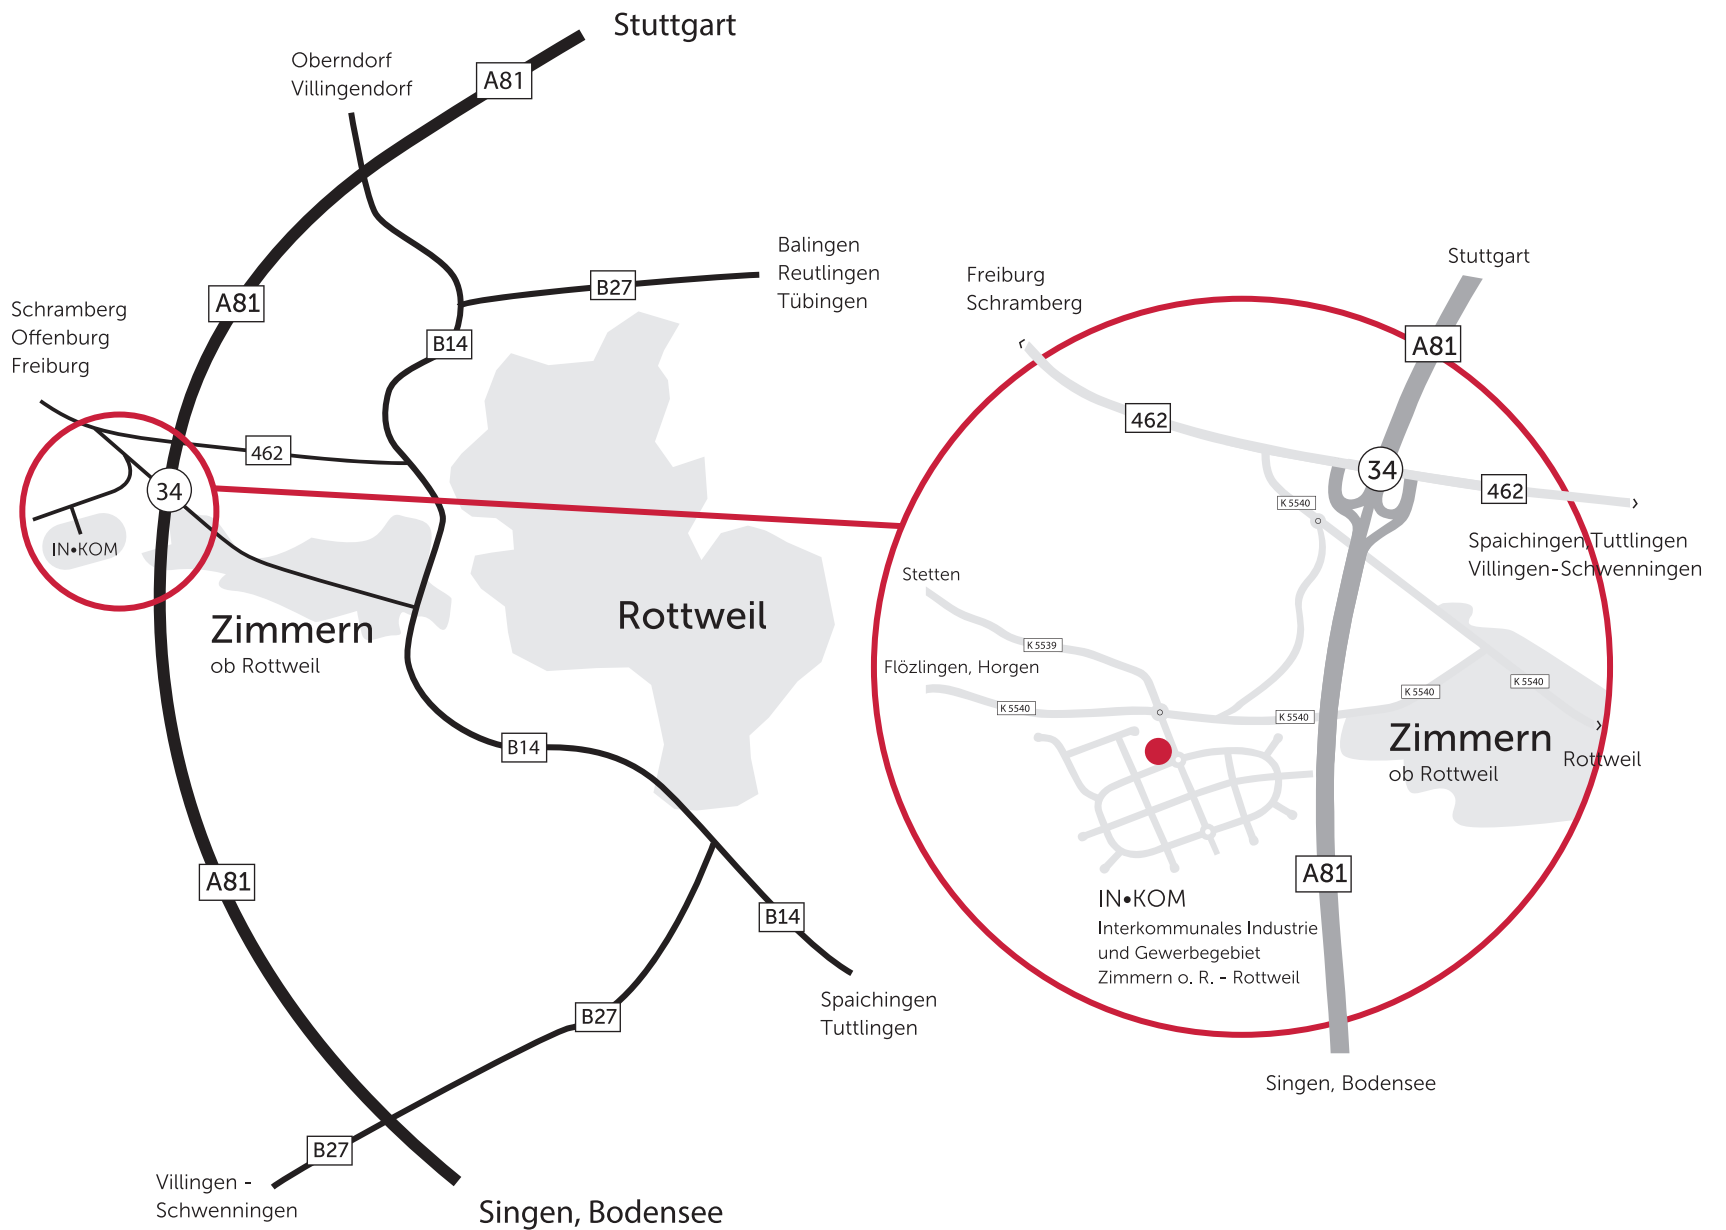 Stuttgart
A81
Oberndorf
Villingendorf
Balingen
Reutlingen
Tübingen
B27
A81
Schramberg
Offenburg
Freiburg
B14
462
34
IN•KOM
Zimmern
ob Rottweil
Rottweil
B14
A81
B14
Spaichingen
Tuttlingen
B27
B27
Villingen -
Schwenningen
Singen, Bodensee
Stuttgart
Freiburg
Schramberg
A81
462
34
462
K 5540
Spaichingen, Tuttlingen
Villingen-Schwenningen
Stetten
K 5539
Flözlingen, Horgen
K 5540
K 5540
K 5540
K 5540
Zimmern
ob Rottweil
Rottweil
A81
IN•KOM
Interkommunales Industrie
und Gewerbegebiet
Zimmern o. R. - Rottweil
Singen, Bodensee